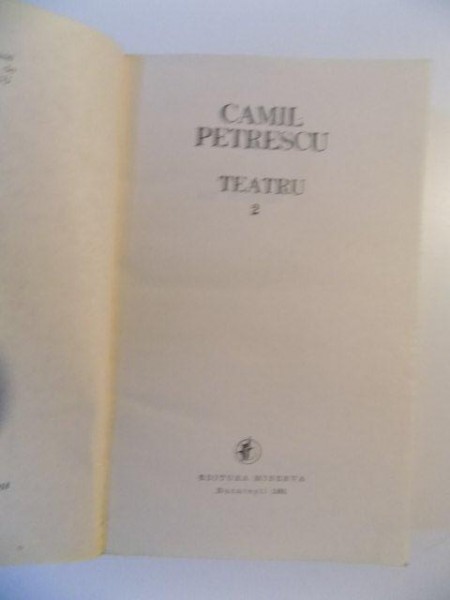 CAMIL
PETRESCU
TEATRU
2
EDITURA MINERVA
București